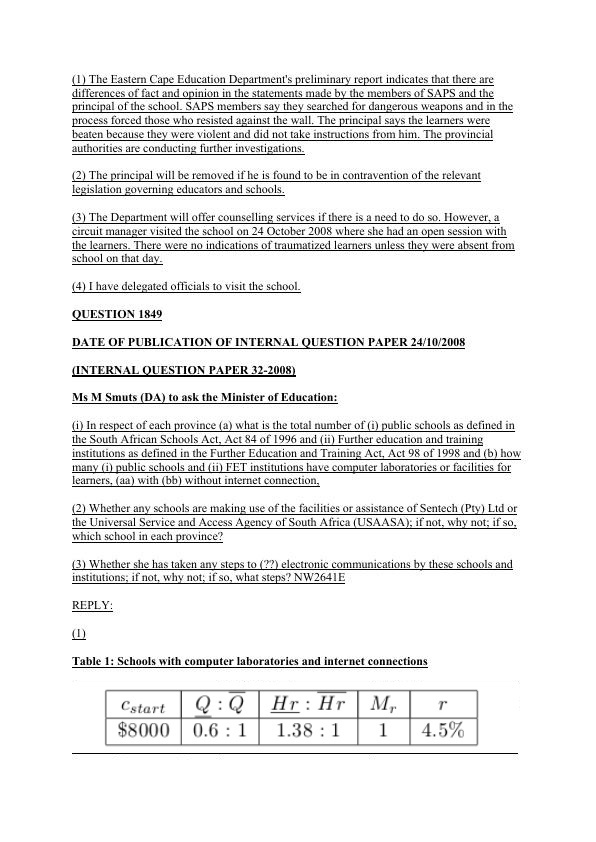 (1) The Eastern Cape Education Department's preliminary report indicates that there are
differences of fact and opinion in the statements made by the members of SAPS and the
principal of the school. SAPS members say they searched for dangerous weapons and in the
process forced those who resisted against the wall. The principal says the learners were
beaten because they were violent and did not take instructions from him. The provincial
authorities are conducting further investigations.
(2) The principal will be removed if he is found to be in contravention of the relevant
legislation governing educators and schools.
(3) The Department will offer counselling services if there is a need to do so. However, a
circuit manager visited the school on 24 October 2008 where she had an open session with
the learners. There were no indications of traumatized learners unless they were absent from
school on that day.
(4) I have delegated officials to visit the school.
QUESTION 1849
DATE OF PUBLICATION OF INTERNAL QUESTION PAPER 24/10/2008
(INTERNAL QUESTION PAPER 32-2008)
Ms M Smuts (DA) to ask the Minister of Education:
(i) In respect of each province (a) what is the total number of (i) public schools as defined in
the South African Schools Act, Act 84 of 1996 and (ii) Further education and training
institutions as defined in the Further Education and Training Act, Act 98 of 1998 and (b) how
many (i) public schools and (ii) FET institutions have computer laboratories or facilities for
learners, (aa) with (bb) without internet connection,
(2) Whether any schools are making use of the facilities or assistance of Sentech (Pty) Ltd or
the Universal Service and Access Agency of South Africa (USAASA); if not, why not; if so,
which school in each province?
(3) Whether she has taken any steps to (??) electronic communications by these schools and
institutions; if not, why not; if so, what steps? NW2641E
REPLY:
(1)
Table 1: Schools with computer laboratories and internet connections
c_start Q : Q̅ Hr : H̅r̅ M_r r
$8000 0.6 : 1 1.38 : 1 1 4.5%